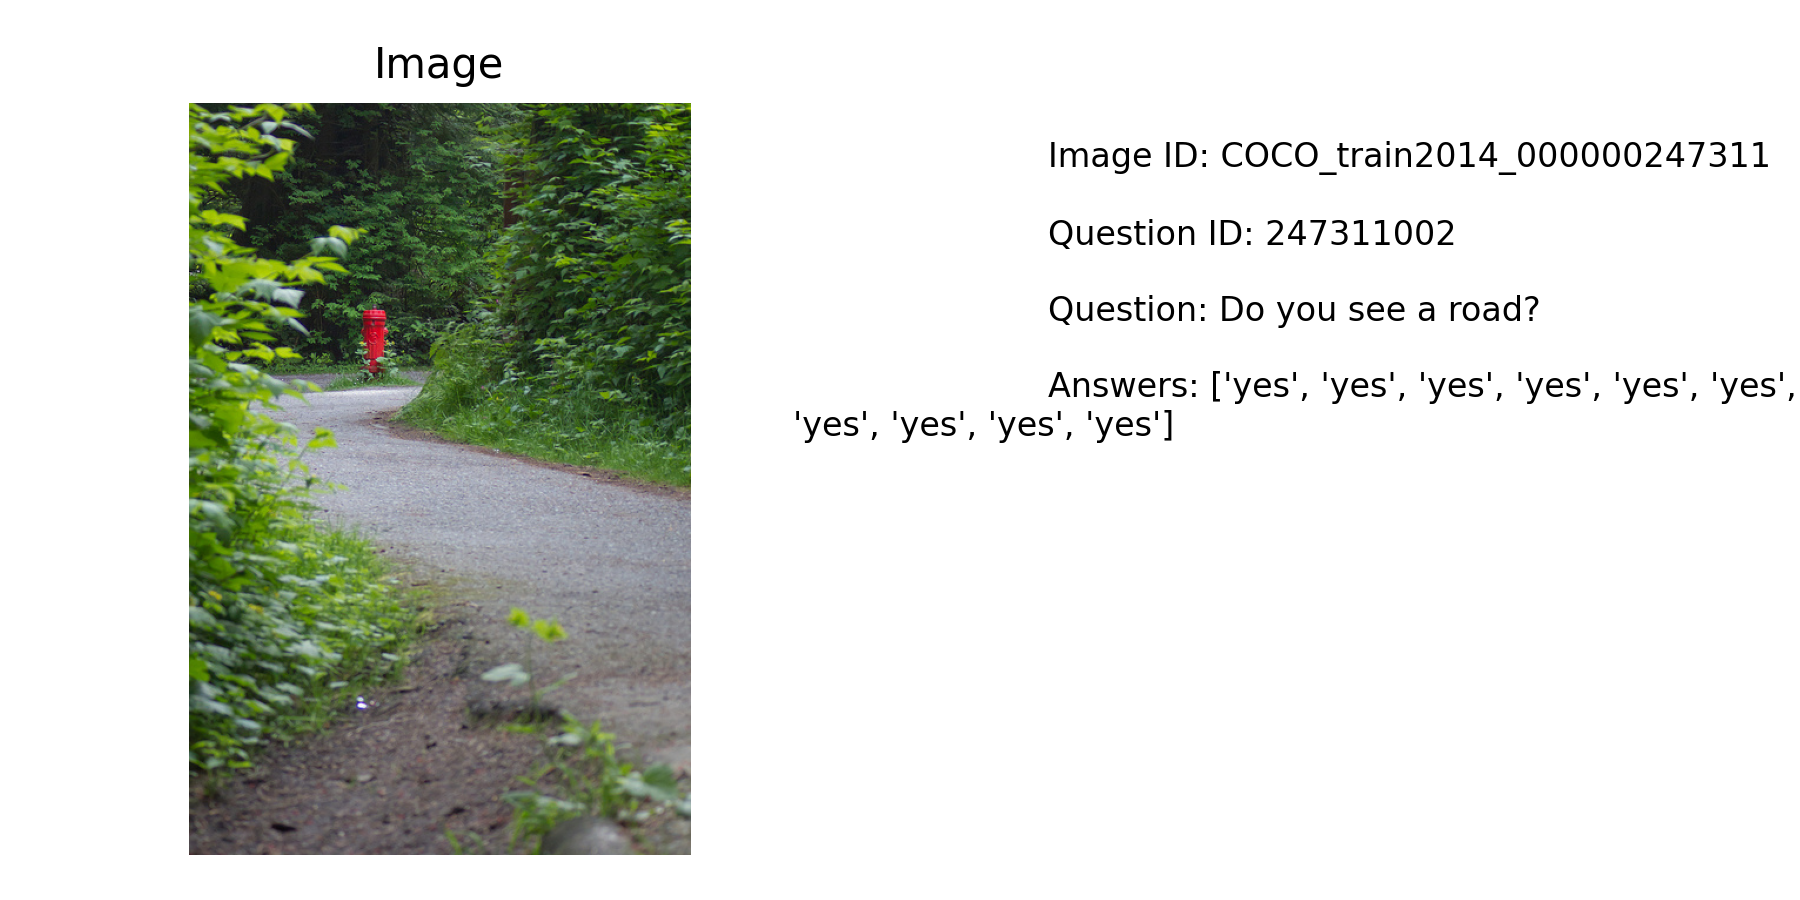 Image
Image ID: COCO_train2014_000000247311
Question ID: 247311002
Question: Do you see a road?
Answers: ['yes', 'yes', 'yes', 'yes', 'yes', 'yes',
'yes', 'yes', 'yes', 'yes']